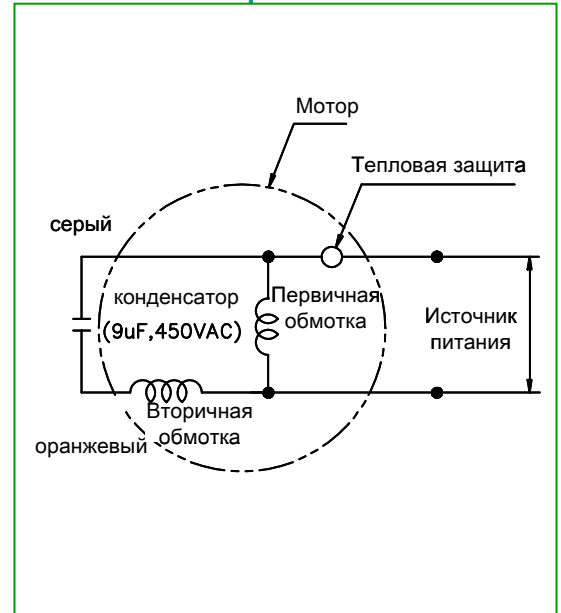 Мотор
Тепловая защита
серый
конденсатор
(9uF,450VAC)
Первичная
обмотка
Источник
питания
Вторичная
обмотка
оранжевый